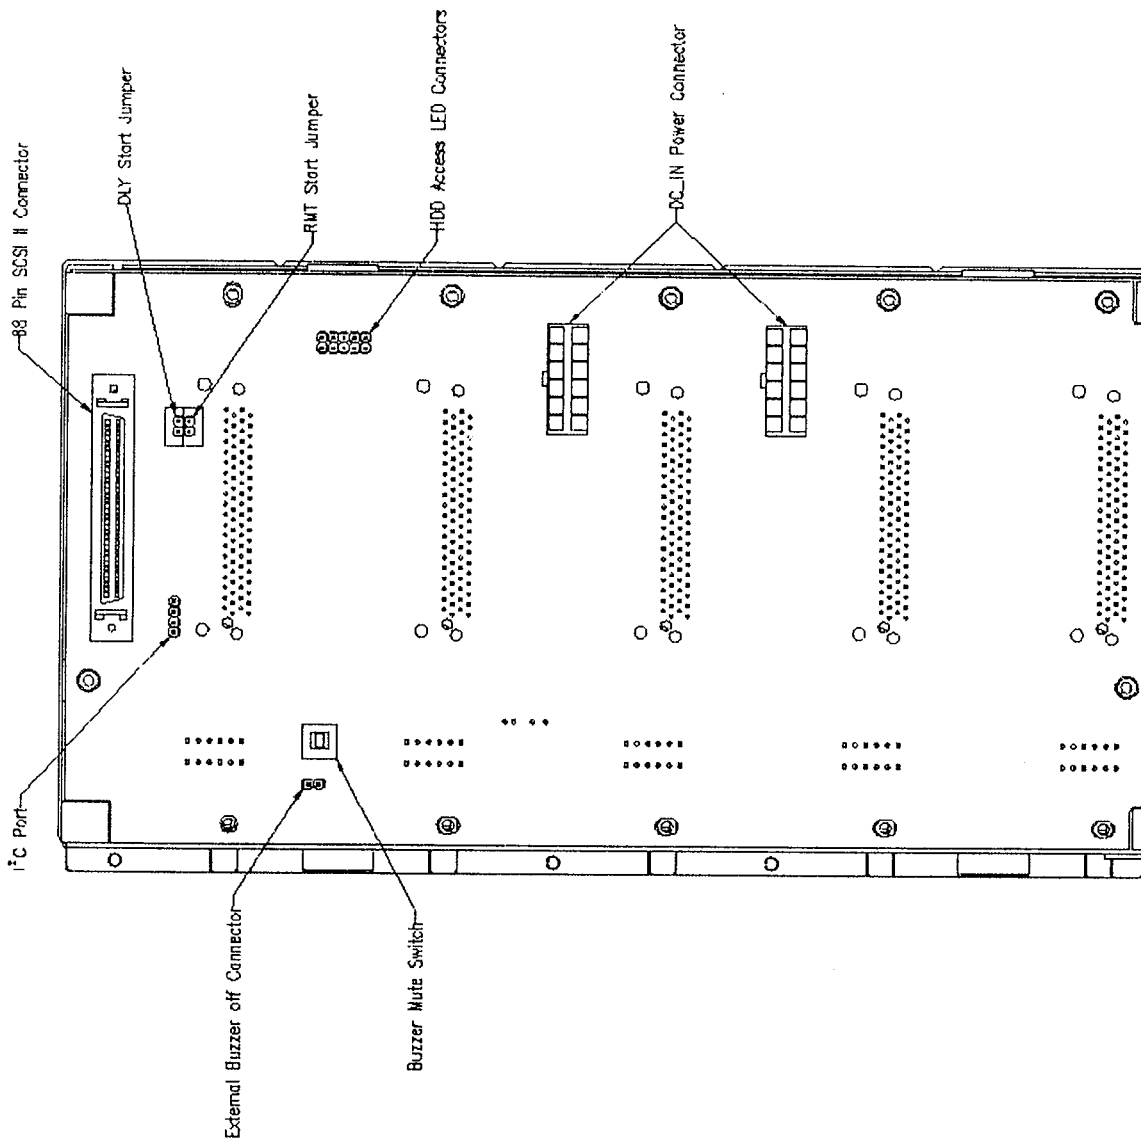 68 Pin SCSI II Connector
DLY Start Jumper
RMT Start Jumper
HDD Access LED Connectors
DC_IN Power Connector
I²C Port
External Buzzer off Connector
Buzzer Mute Switch